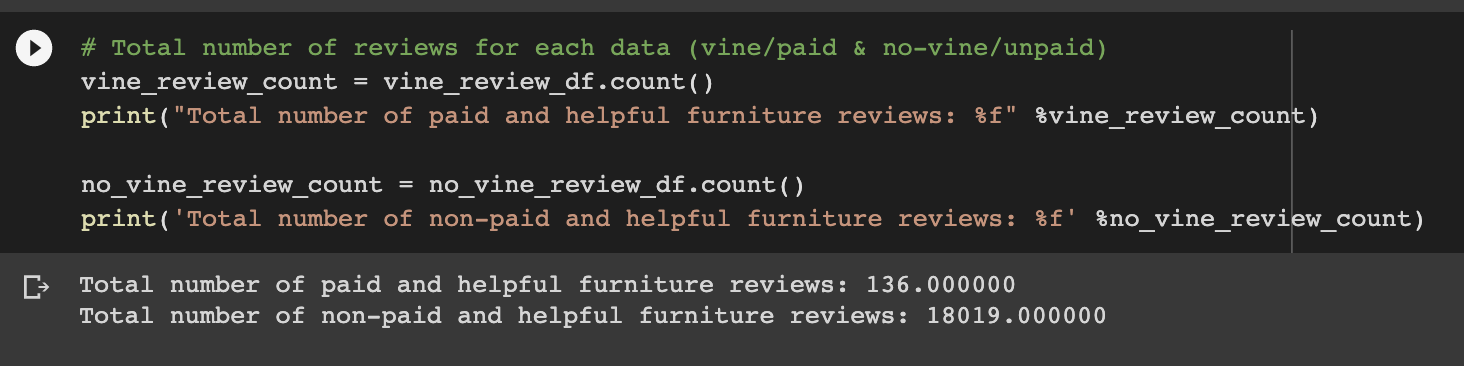 # Total number of reviews for each data (vine/paid & no-vine/unpaid)
vine_review_count = vine_review_df.count()
print("Total number of paid and helpful furniture reviews: %f" %vine_review_count)
no_vine_review_count = no_vine_review_df.count()
print('Total number of non-paid and helpful furniture reviews: %f' %no_vine_review_count)
Total number of paid and helpful furniture reviews: 136.000000
Total number of non-paid and helpful furniture reviews: 18019.000000